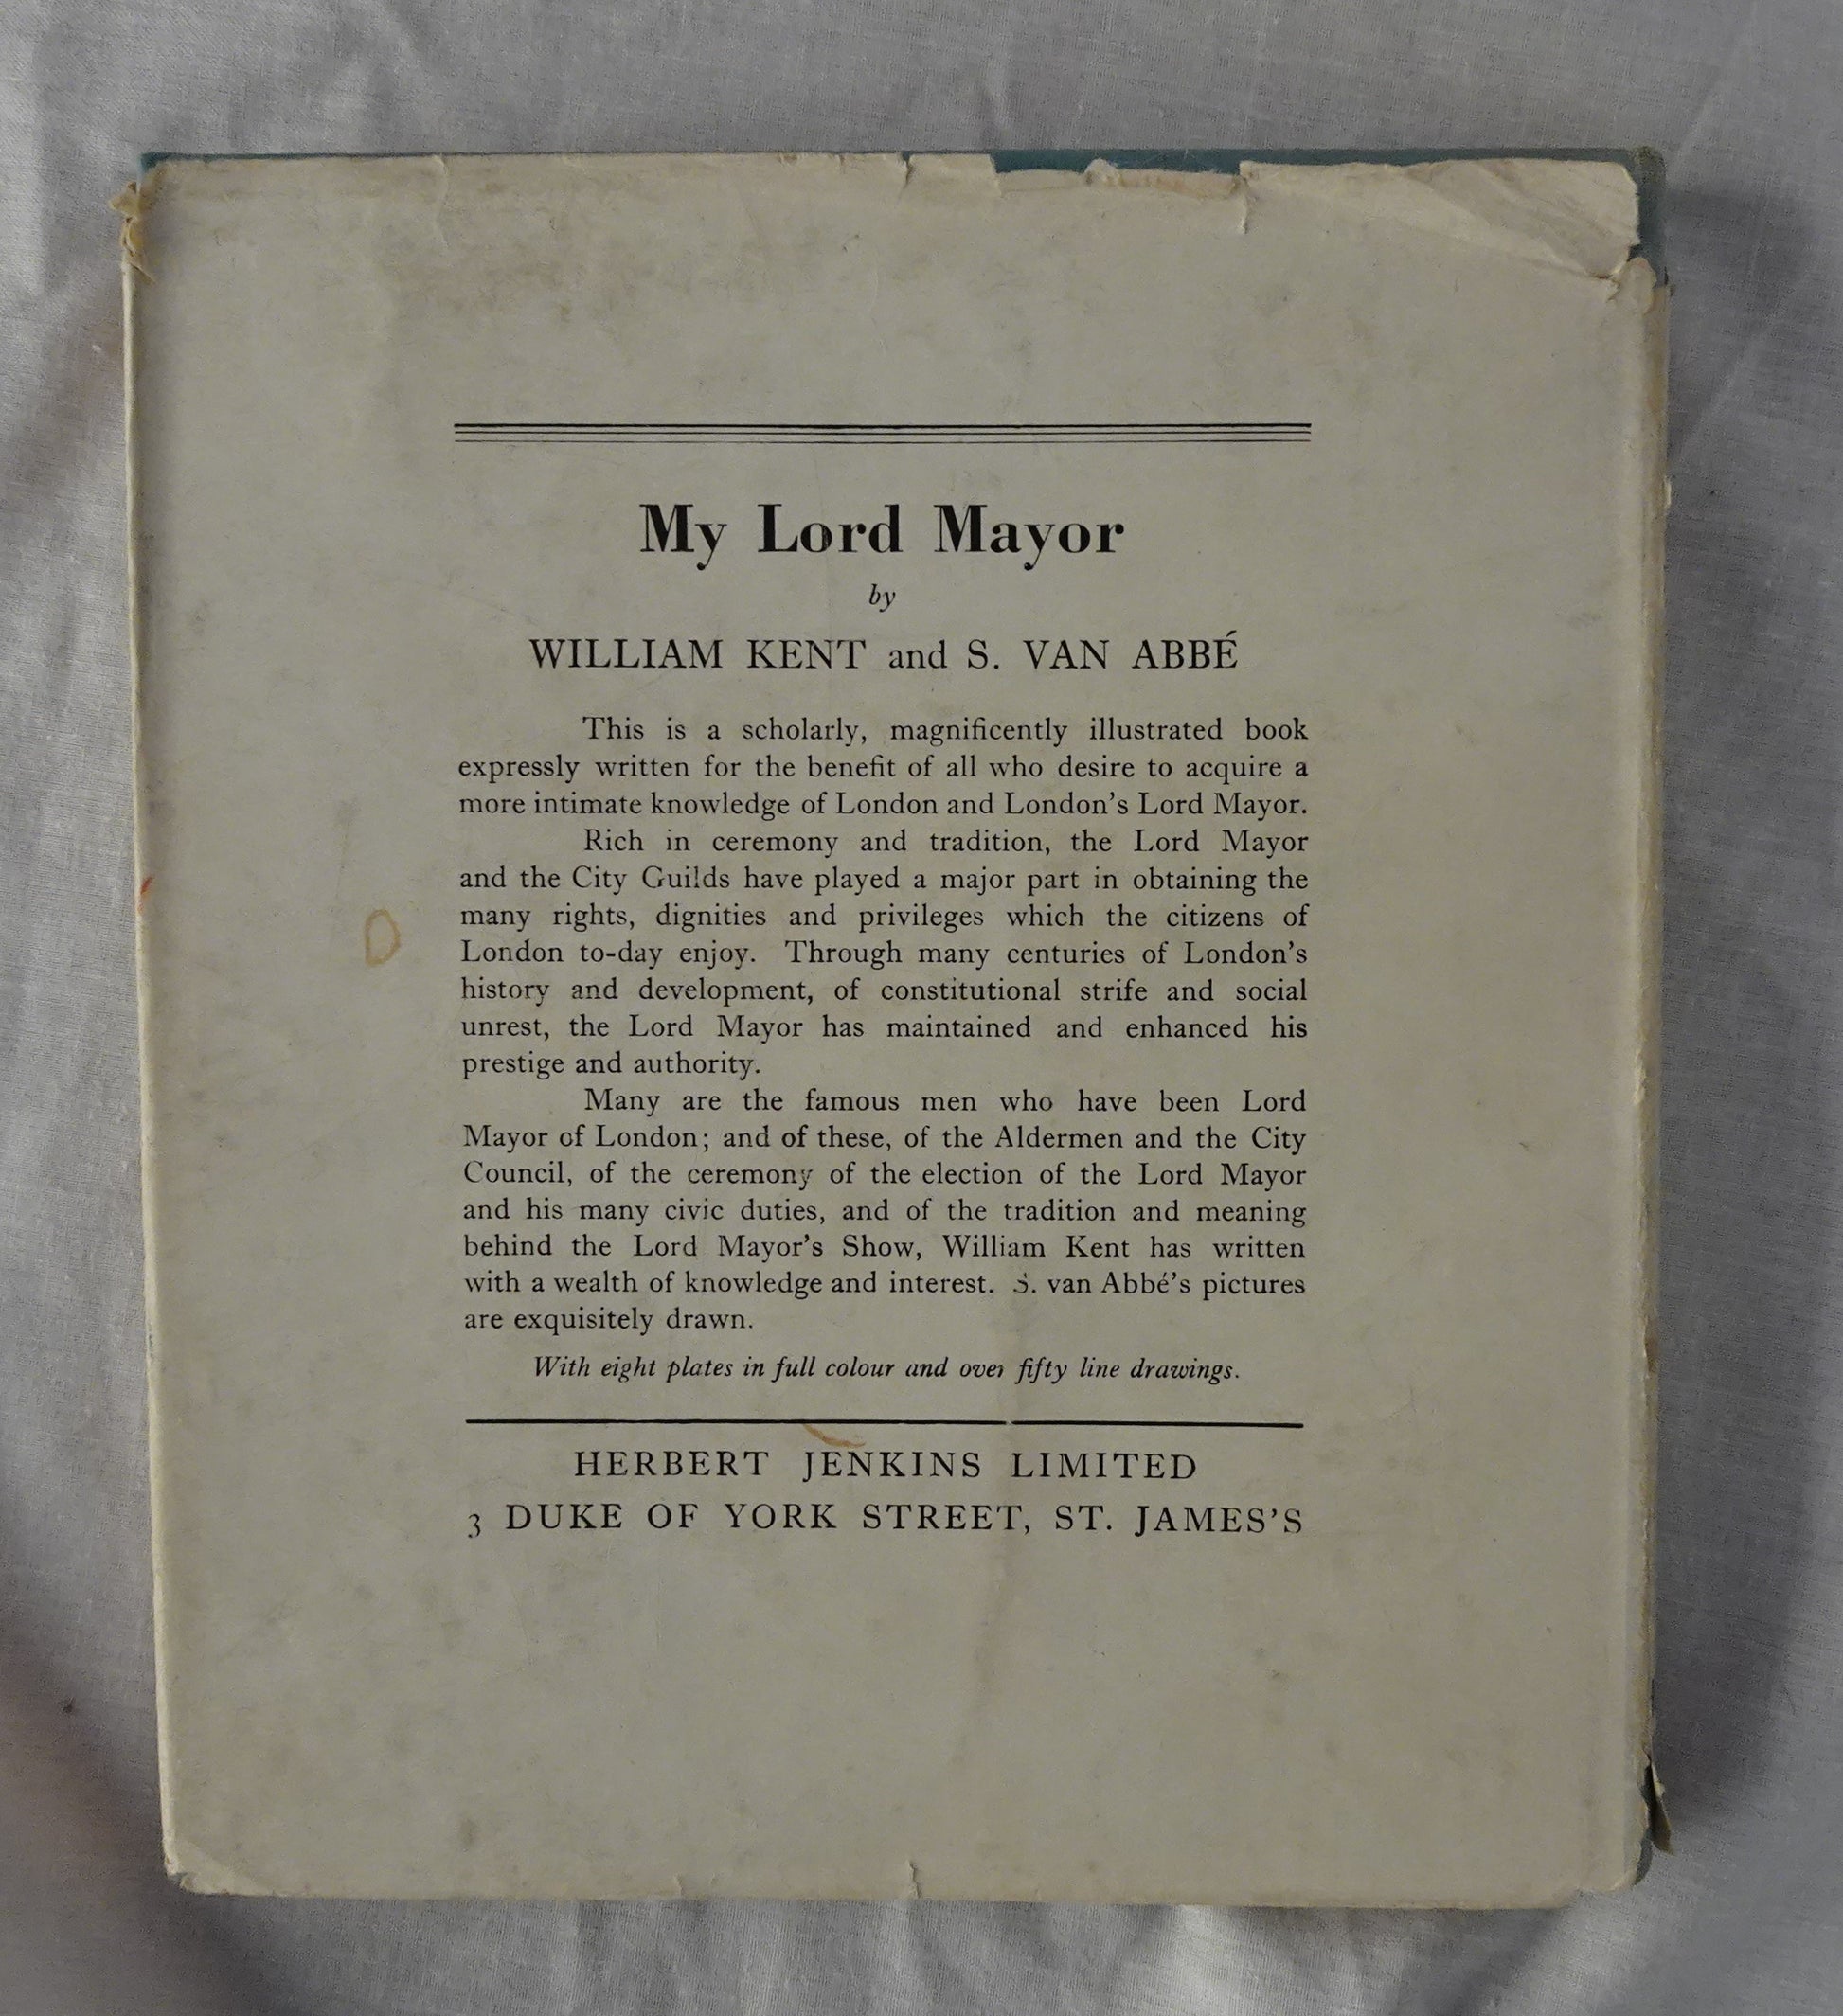 My Lord Mayor
by
WILLIAM KENT and S. VAN ABBÉ
This is a scholarly, magnificently illustrated book
expressly written for the benefit of all who desire to acquire a
more intimate knowledge of London and London's Lord Mayor.
Rich in ceremony and tradition, the Lord Mayor
and the City Guilds have played a major part in obtaining the
many rights, dignities and privileges which the citizens of
London to-day enjoy. Through many centuries of London's
history and development, of constitutional strife and social
unrest, the Lord Mayor has maintained and enhanced his
prestige and authority.
Many are the famous men who have been Lord
Mayor of London; and of these, of the Aldermen and the City
Council, of the ceremony of the election of the Lord Mayor
and his many civic duties, and of the tradition and meaning
behind the Lord Mayor's Show, William Kent has written
with a wealth of knowledge and interest. S. van Abbé's pictures
are exquisitely drawn.
With eight plates in full colour and over fifty line drawings.
HERBERT JENKINS LIMITED
3 DUKE OF YORK STREET, ST. JAMES'S